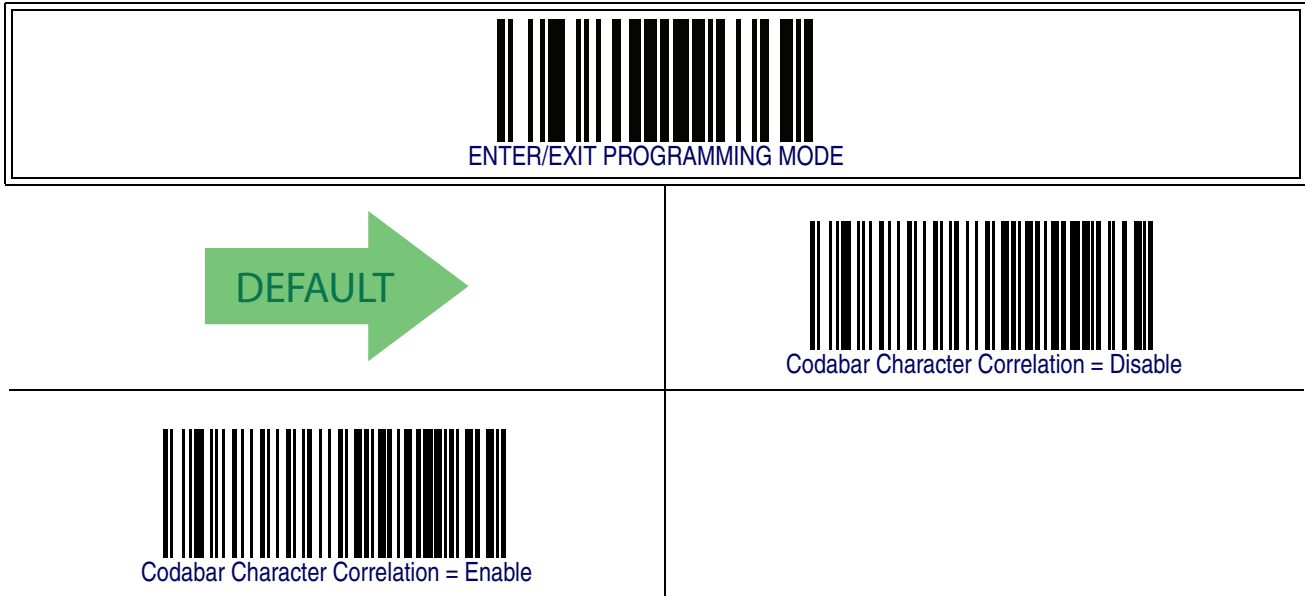 ENTER/EXIT PROGRAMMING MODE
DEFAULT
Codabar Character Correlation = Disable
Codabar Character Correlation = Enable